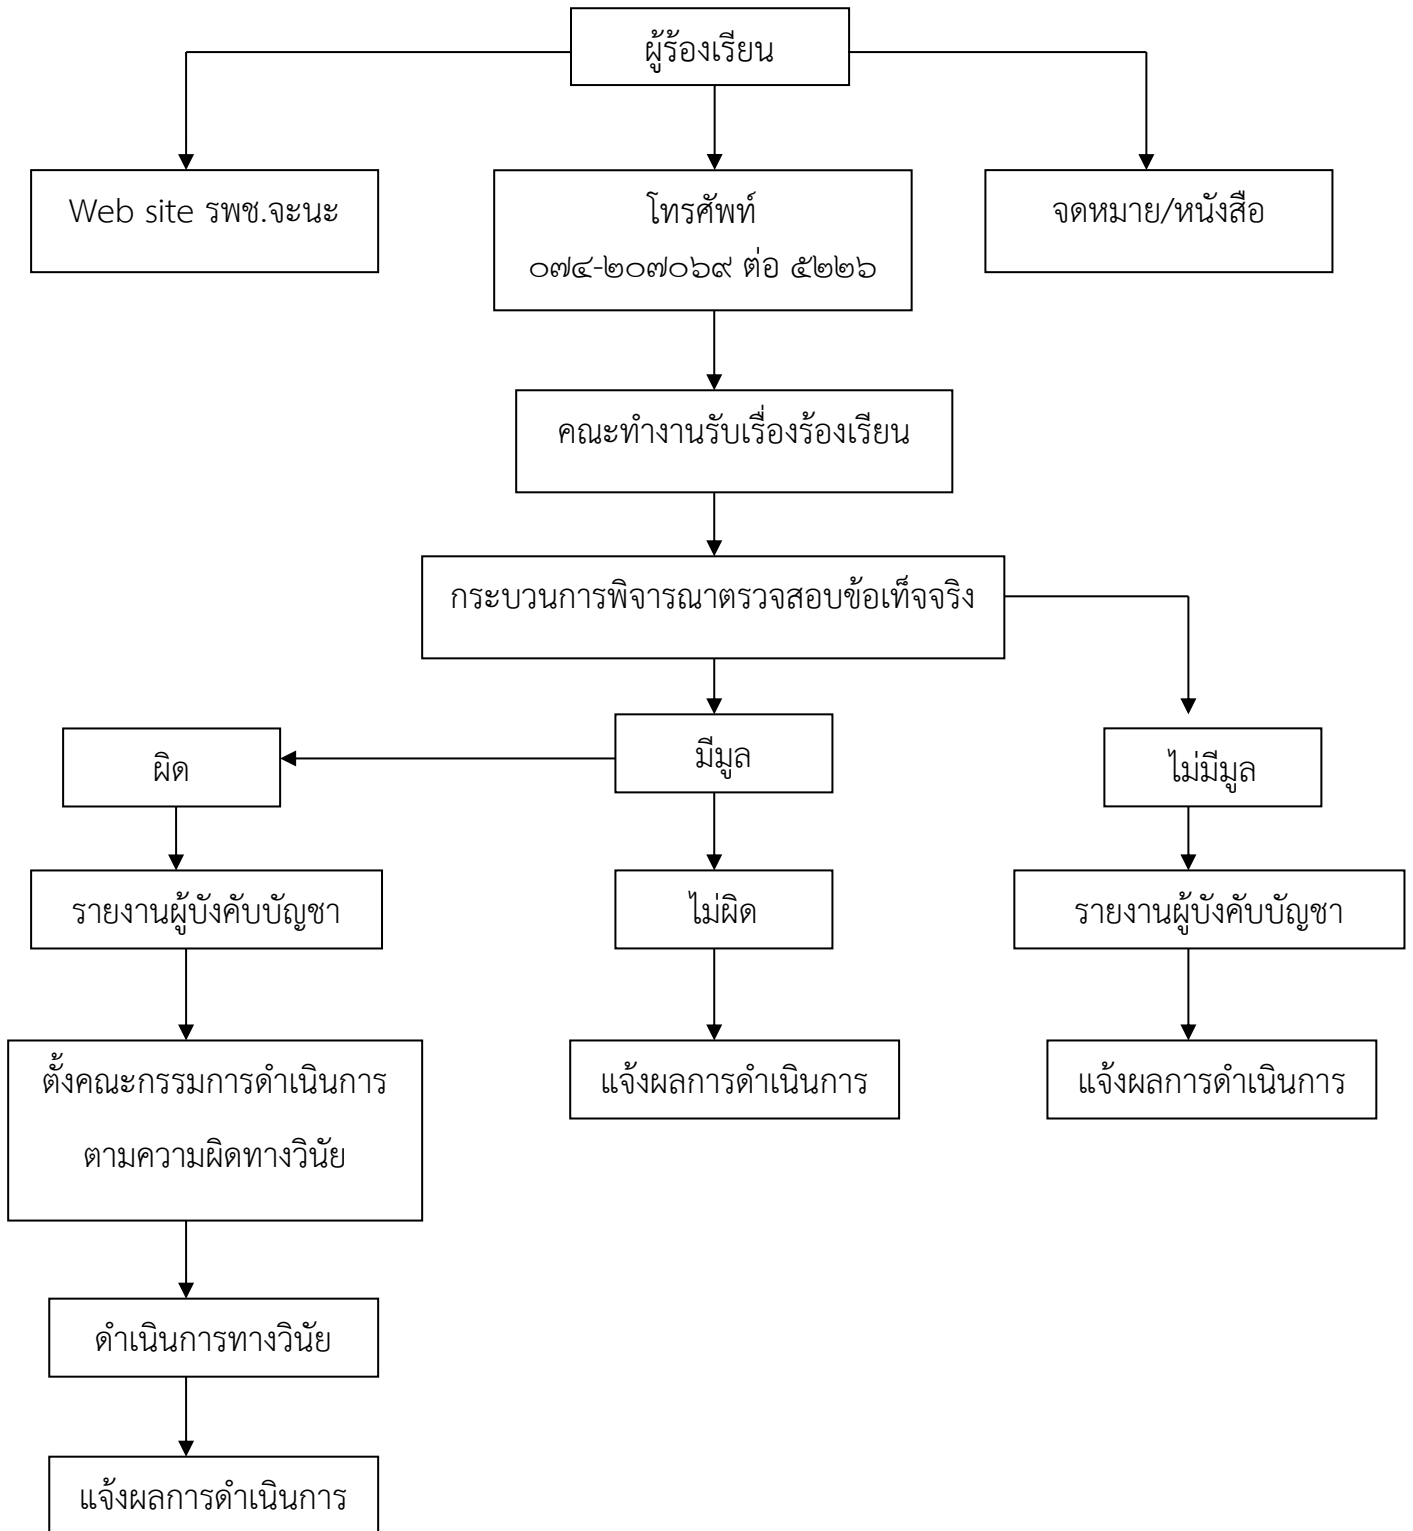 ผู้ร้องเรียน
Web site รพช.จะนะ
โทรศัพท์
๐๗๔-๒๐๗๐๖๙ ต่อ ๕๒๒๖
จดหมาย/หนังสือ
คณะทำงานรับเรื่องร้องเรียน
กระบวนการพิจารณาตรวจสอบข้อเท็จจริง
ผิด
มีมูล
ไม่มีมูล
รายงานผู้บังคับบัญชา
ไม่ผิด
รายงานผู้บังคับบัญชา
ตั้งคณะกรรมการดำเนินการ
ตามความผิดทางวินัย
แจ้งผลการดำเนินการ
แจ้งผลการดำเนินการ
ดำเนินการทางวินัย
แจ้งผลการดำเนินการ